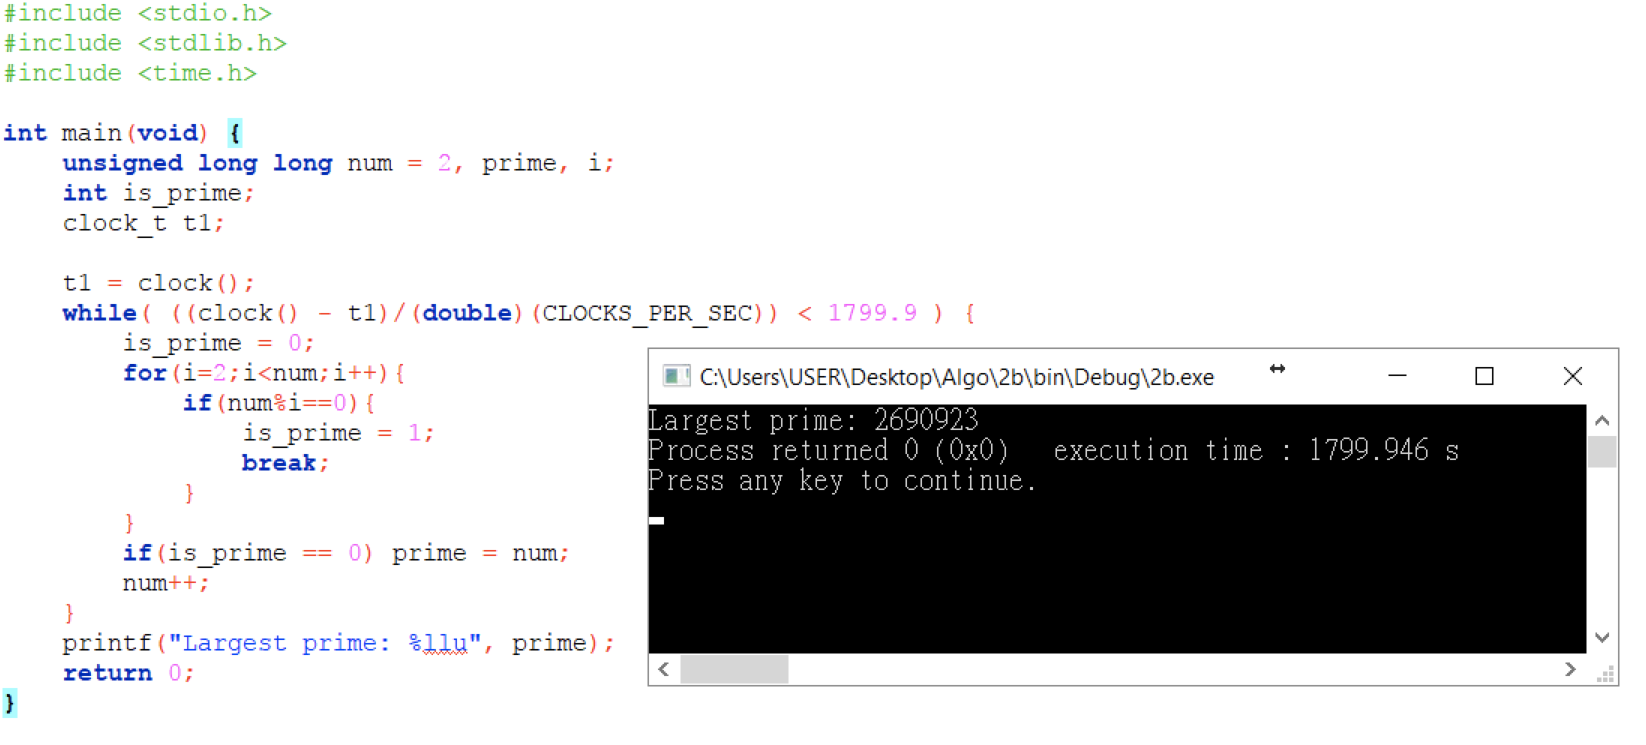 #include <stdio.h>
#include <stdlib.h>
#include <time.h>
int main(void) {
unsigned long long num = 2, prime, i;
int is_prime;
clock_t t1;
t1 = clock();
while( ((clock() - t1)/(double)(CLOCKS_PER_SEC)) < 1799.9 ) {
is_prime = 0;
for(i=2;i<num;i++){
if(num%i==0){
is_prime = 1;
break;
}
}
if(is_prime == 0) prime = num;
num++;
}
printf("Largest prime: %llu", prime);
return 0;
}
C:\Users\USER\Desktop\Algo\2b\bin\Debug\2b.exe
Largest prime: 2690923
Process returned 0 (0x0)   execution time : 1799.946 s
Press any key to continue.